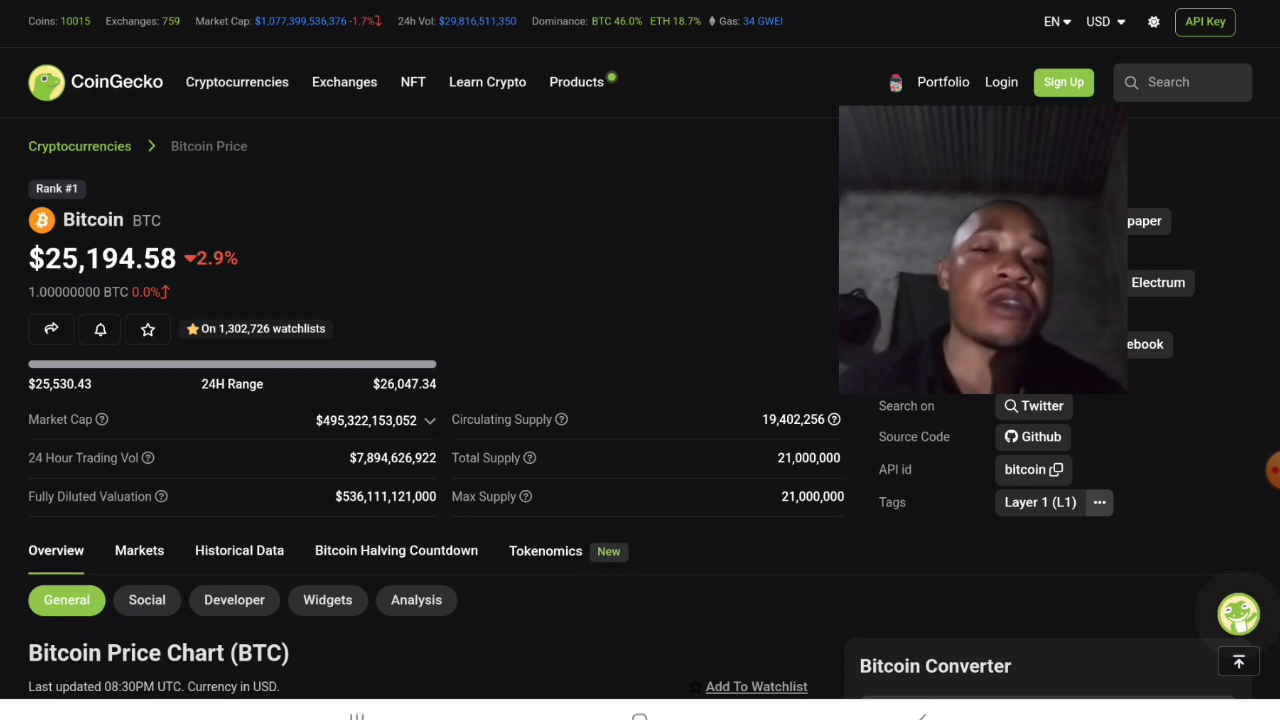 Coins: 10015 Exchanges: 759 Market Cap: $1,077,399,536,376 -1.7% 24h Vol: $29,816,511,350 Dominance: BTC 46.0% ETH 18.7% Gas: 34 GWEI EN USD API Key
CoinGecko Cryptocurrencies Exchanges NFT Learn Crypto Products Portfolio Login Sign Up Search
Cryptocurrencies Bitcoin Price
Rank #1
Bitcoin BTC
paper
$25,194.58 2.9%
Electrum
1.00000000 BTC 0.0%
On 1,302,726 watchlists
ebook
$25,530.43 24H Range $26,047.34
Search on Twitter
Market Cap $495,322,153,052 Circulating Supply 19,402,256
Source Code Github
24 Hour Trading Vol $7,894,626,922 Total Supply 21,000,000
API id bitcoin
Fully Diluted Valuation $536,111,121,000 Max Supply 21,000,000
Tags Layer 1 (L1)
Overview Markets Historical Data Bitcoin Halving Countdown Tokenomics New
General Social Developer Widgets Analysis
Bitcoin Price Chart (BTC)
Bitcoin Converter
Last updated 08:30PM UTC. Currency in USD. Add To Watchlist